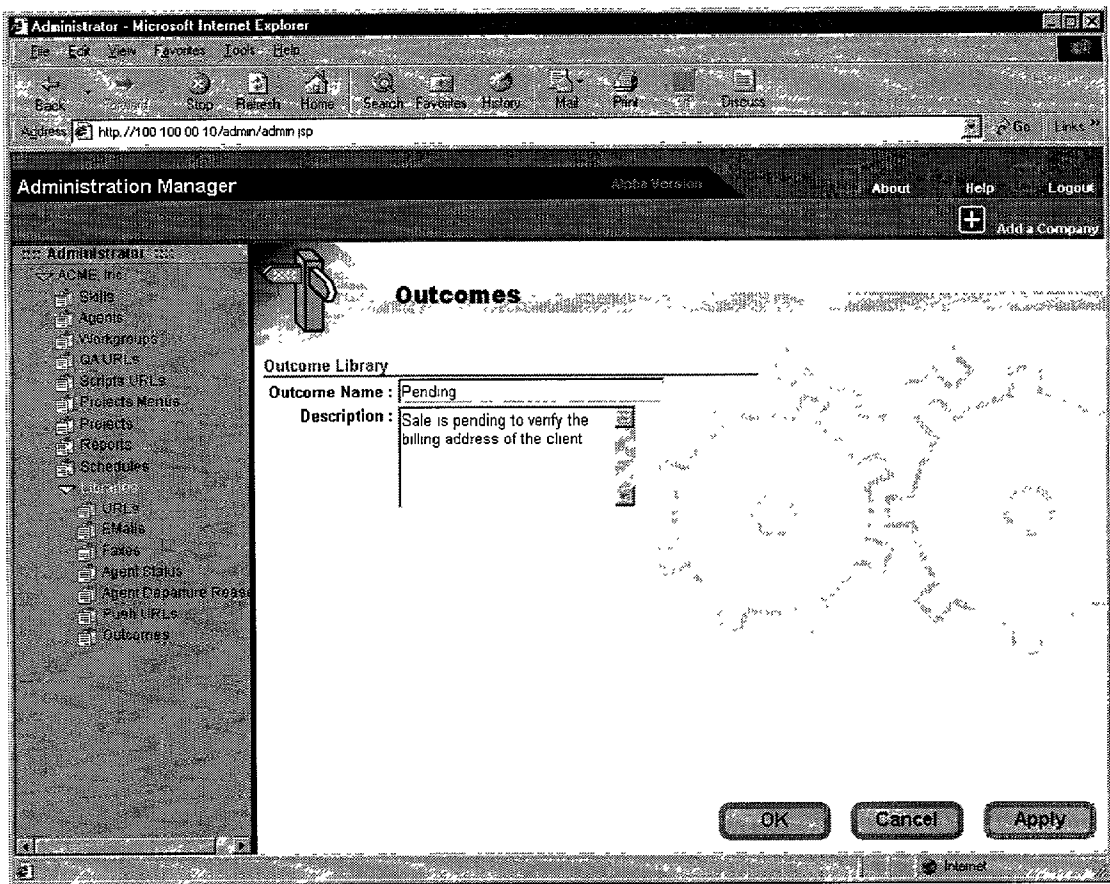 Administrator - Microsoft Internet Explorer
File Edit View Favorites Tools Help
Back Forward Stop Refresh Home Search Favorites History Mail Print Edit Discuss
Address http://100 100 00 10/admin/admin jsp Go Links »
Administration Manager Alpha Version About Help Logout
Add a Company
:::: Administrator ::::
ACME Inc
Skills
Agents
Workgroups
QA URLs
Scripts URLs
Projects Menus
Projects
Reports
Schedules
Libraries
URLs
EMails
Faxes
Agent Status
Agent Departure Reaso
Push URLs
Outcomes
Outcomes
Outcome Library
Outcome Name : Pending
Description : Sale is pending to verify the
billing address of the client
OK Cancel Apply
Internet